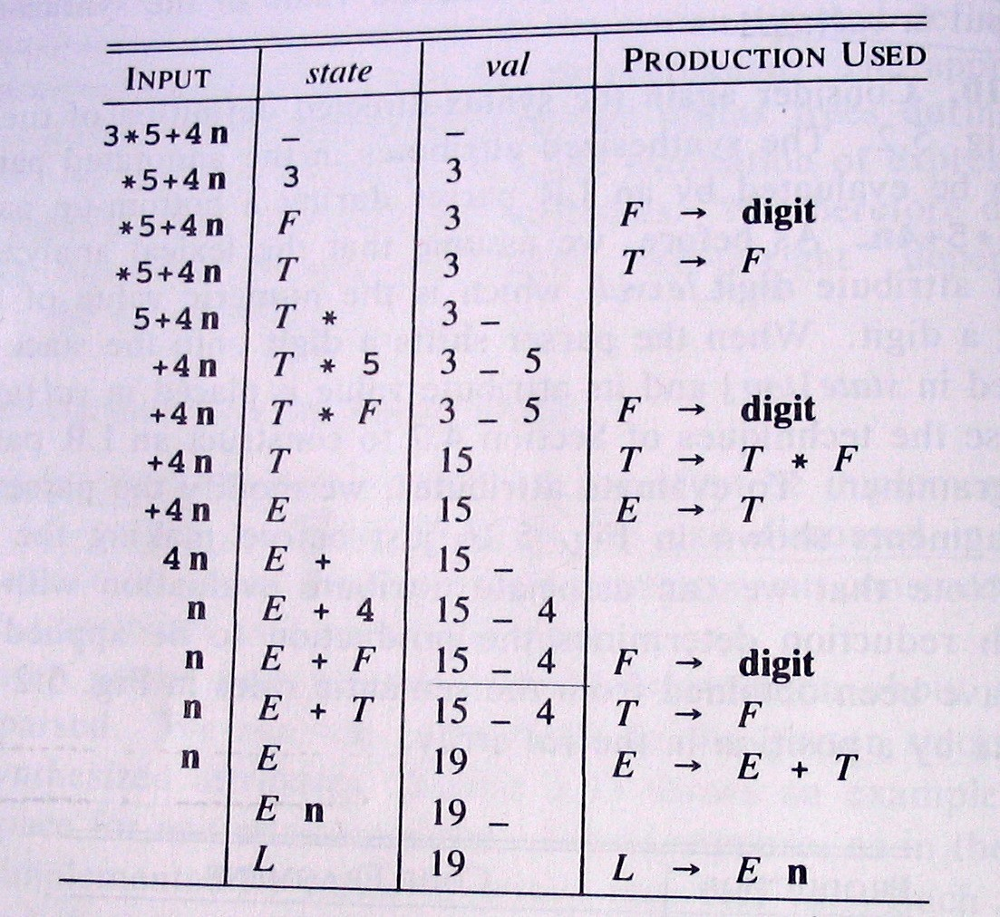 INPUT state val PRODUCTION USED
3*5+4 n – –
*5+4 n 3 3
*5+4 n F 3 F → digit
*5+4 n T 3 T → F
5+4 n T * 3 _
+4 n T * 5 3 _ 5
+4 n T * F 3 _ 5 F → digit
+4 n T 15 T → T * F
+4 n E 15 E → T
4 n E + 15 _
n E + 4 15 _ 4
n E + F 15 _ 4 F → digit
n E + T 15 _ 4 T → F
n E 19 E → E + T
E n 19 _
L 19 L → E n